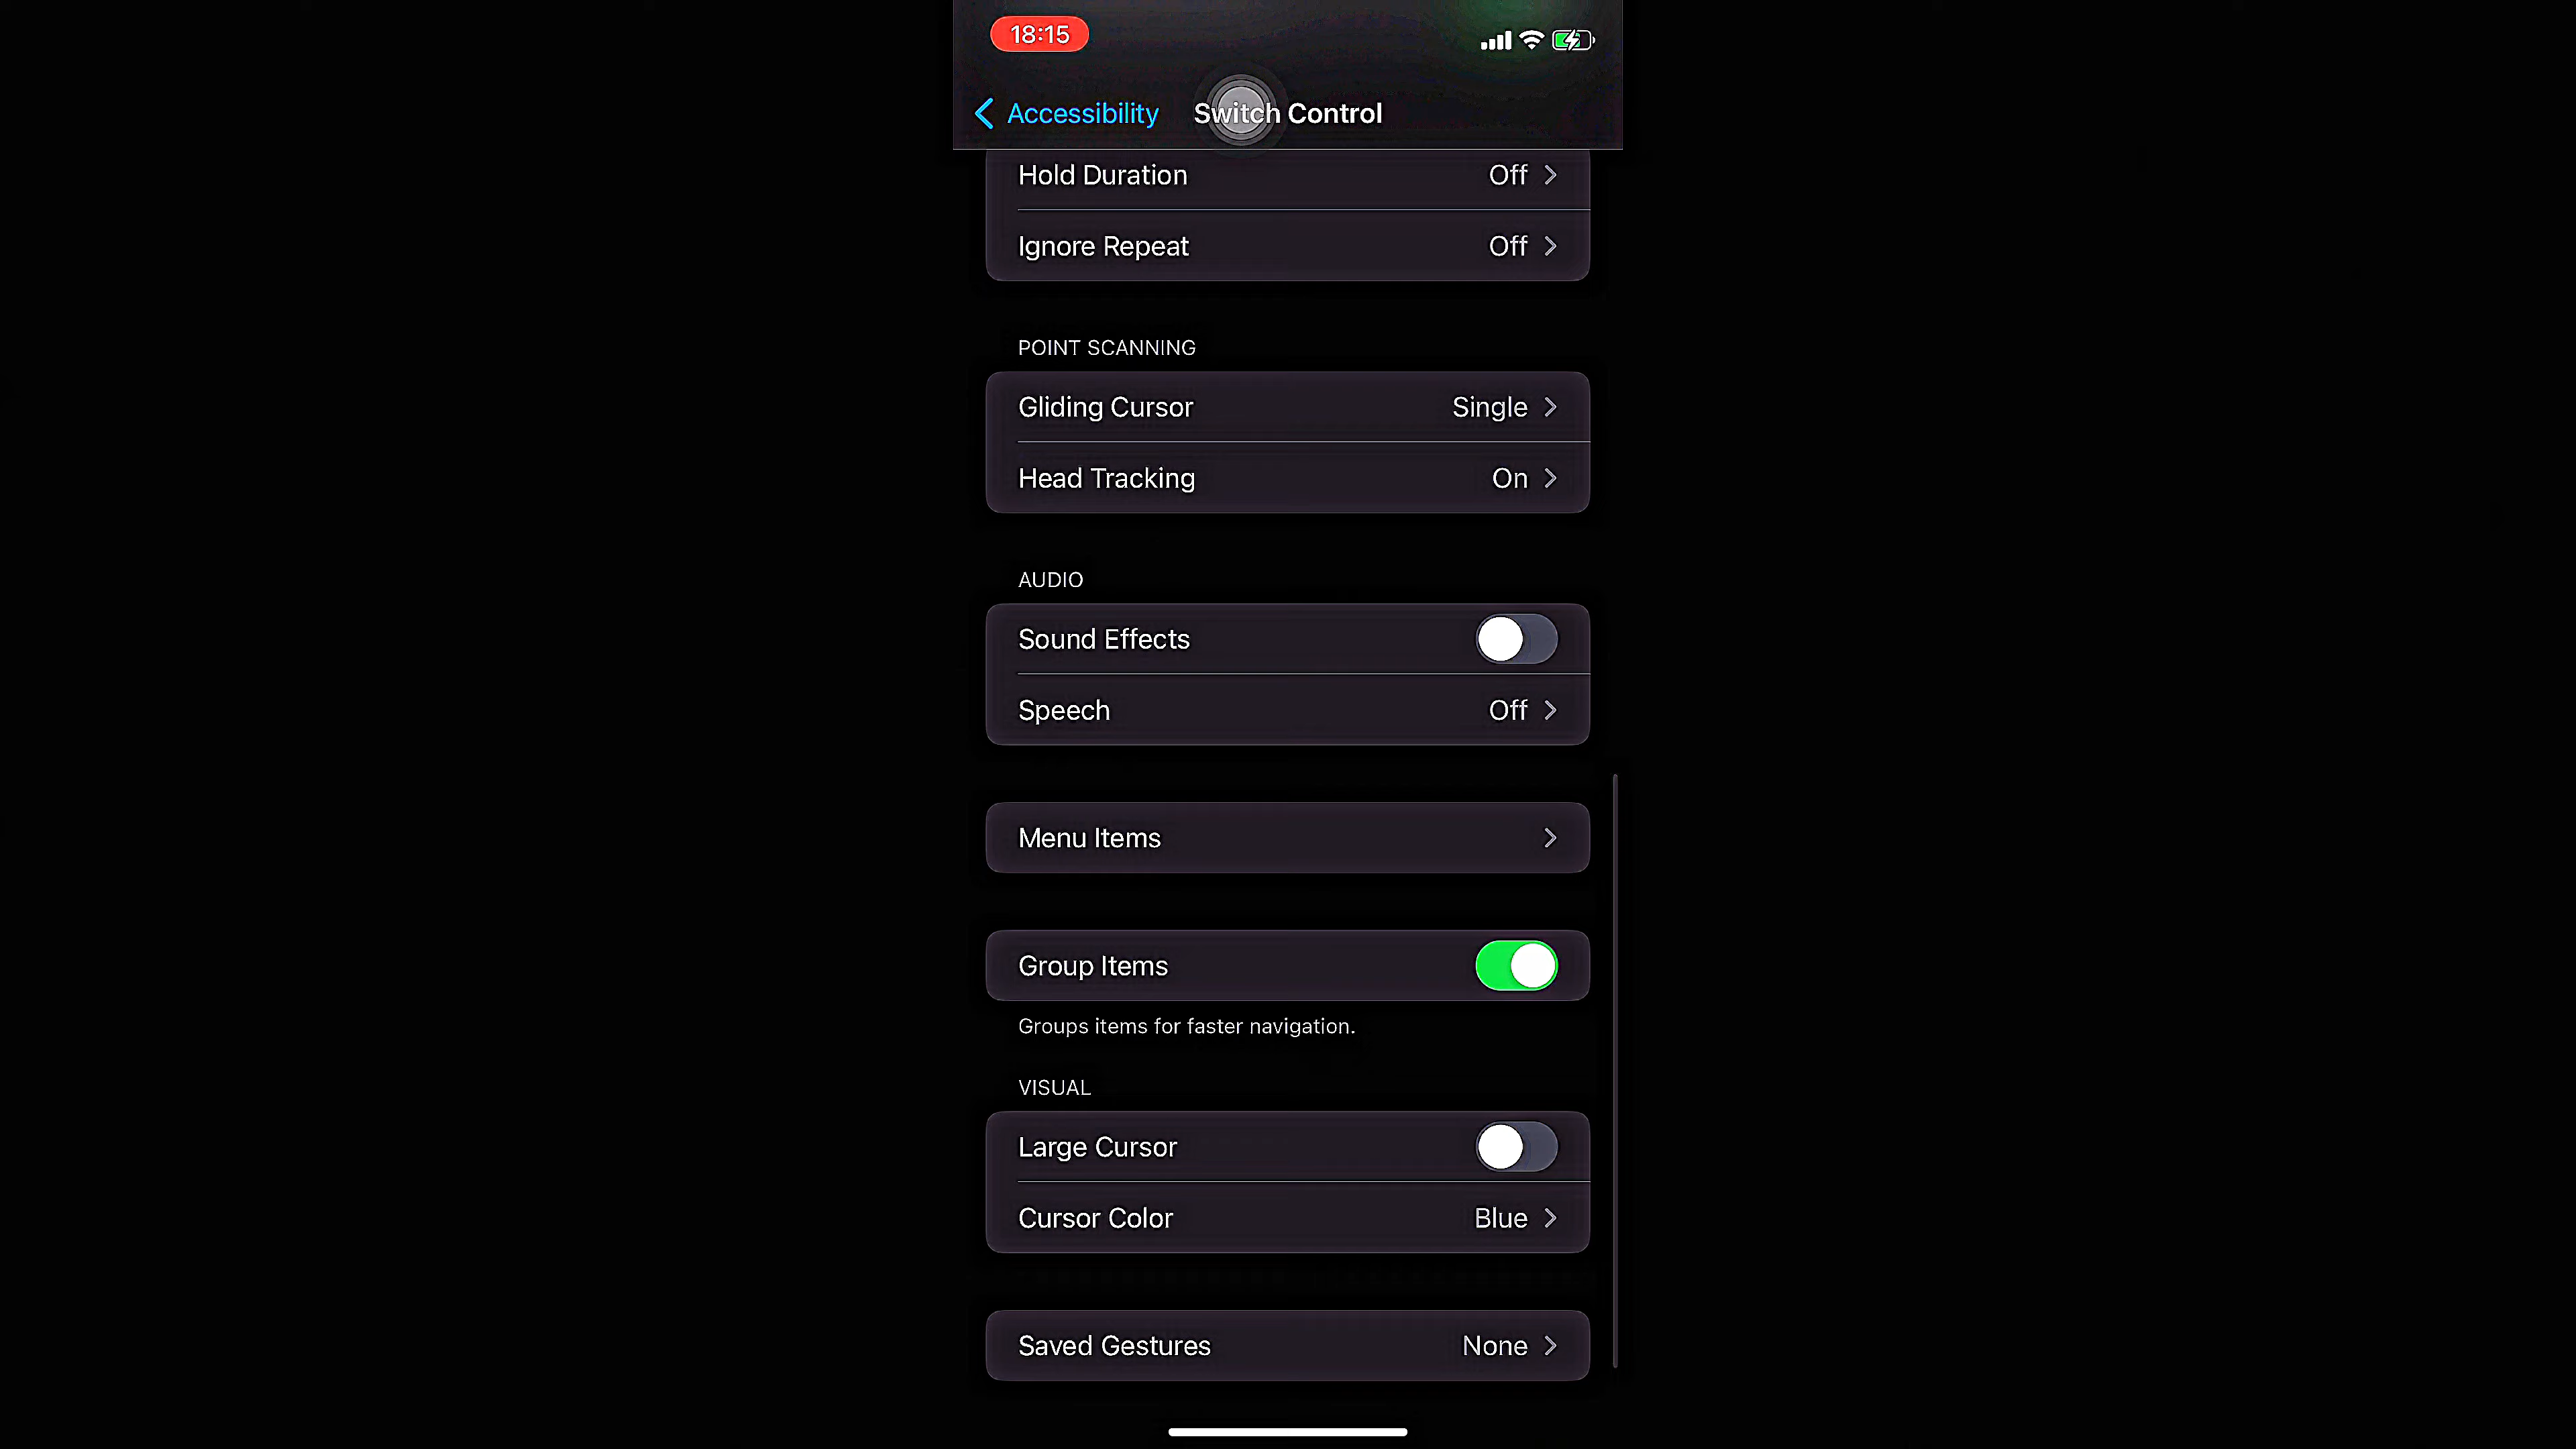 18:15
Accessibility Switch Control
Hold Duration Off
Ignore Repeat Off
POINT SCANNING
Gliding Cursor Single
Head Tracking On
AUDIO
Sound Effects
Speech Off
Menu Items
Group Items
Groups items for faster navigation.
VISUAL
Large Cursor
Cursor Color Blue
Saved Gestures None